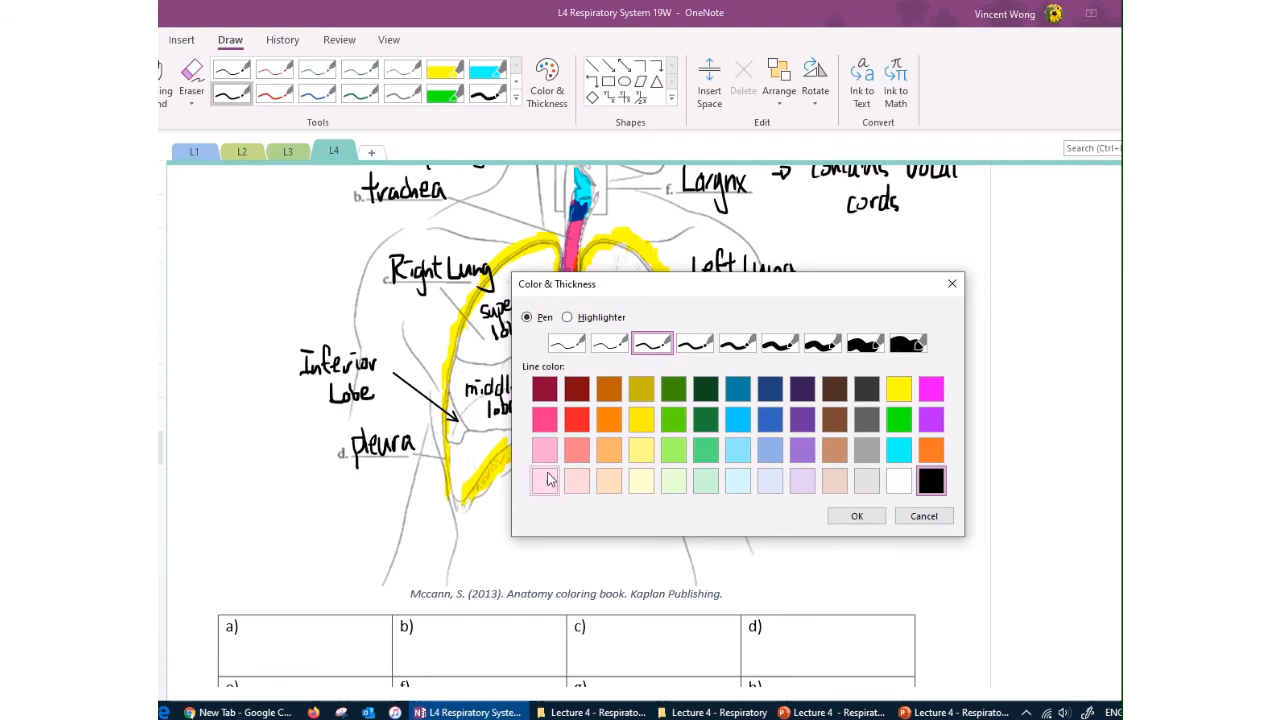 L4 Respiratory System 19W - OneNote
Vincent Wong
Insert Draw History Review View
Eraser
Color & Thickness
Insert Space
Delete
Arrange
Rotate
Ink to Text
Ink to Math
Tools
Shapes
Edit
Convert
L1 L2 L3 L4 +
Search (Ctrl+
b. trachea
f. Larynx → contains vocal
cords
c. Right Lung
Left Lung
Inferior
Lobe
d. pleura
Color & Thickness
Pen Highlighter
Line color:
OK Cancel
Mccann, S. (2013). Anatomy coloring book. Kaplan Publishing.
a) b) c) d)
New Tab - Google C...
L4 Respiratory Syste...
Lecture 4 - Respirato...
Lecture 4 - Respiratory
Lecture 4 - Respirat...
Lecture 4 - Respirato...
ENG